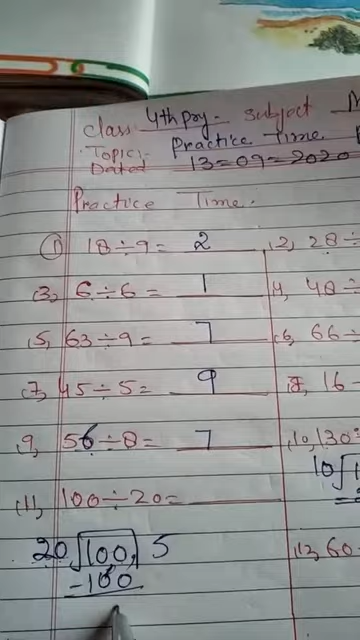 Class 4th pry- Subject
Topic:- Practice Time
Dated 13-09-2020
Practice Time.
(1) 18÷9= 2 (2, 28÷
(3, 6÷6= 1 (4, 48÷
(5, 63÷9= 7 (6, 66÷
(7, 45÷5= 9 (8, 16
(9, 56÷8= 7 (10, 130÷
10
(11, 100÷20=
20 100 5 (12, 60
-100